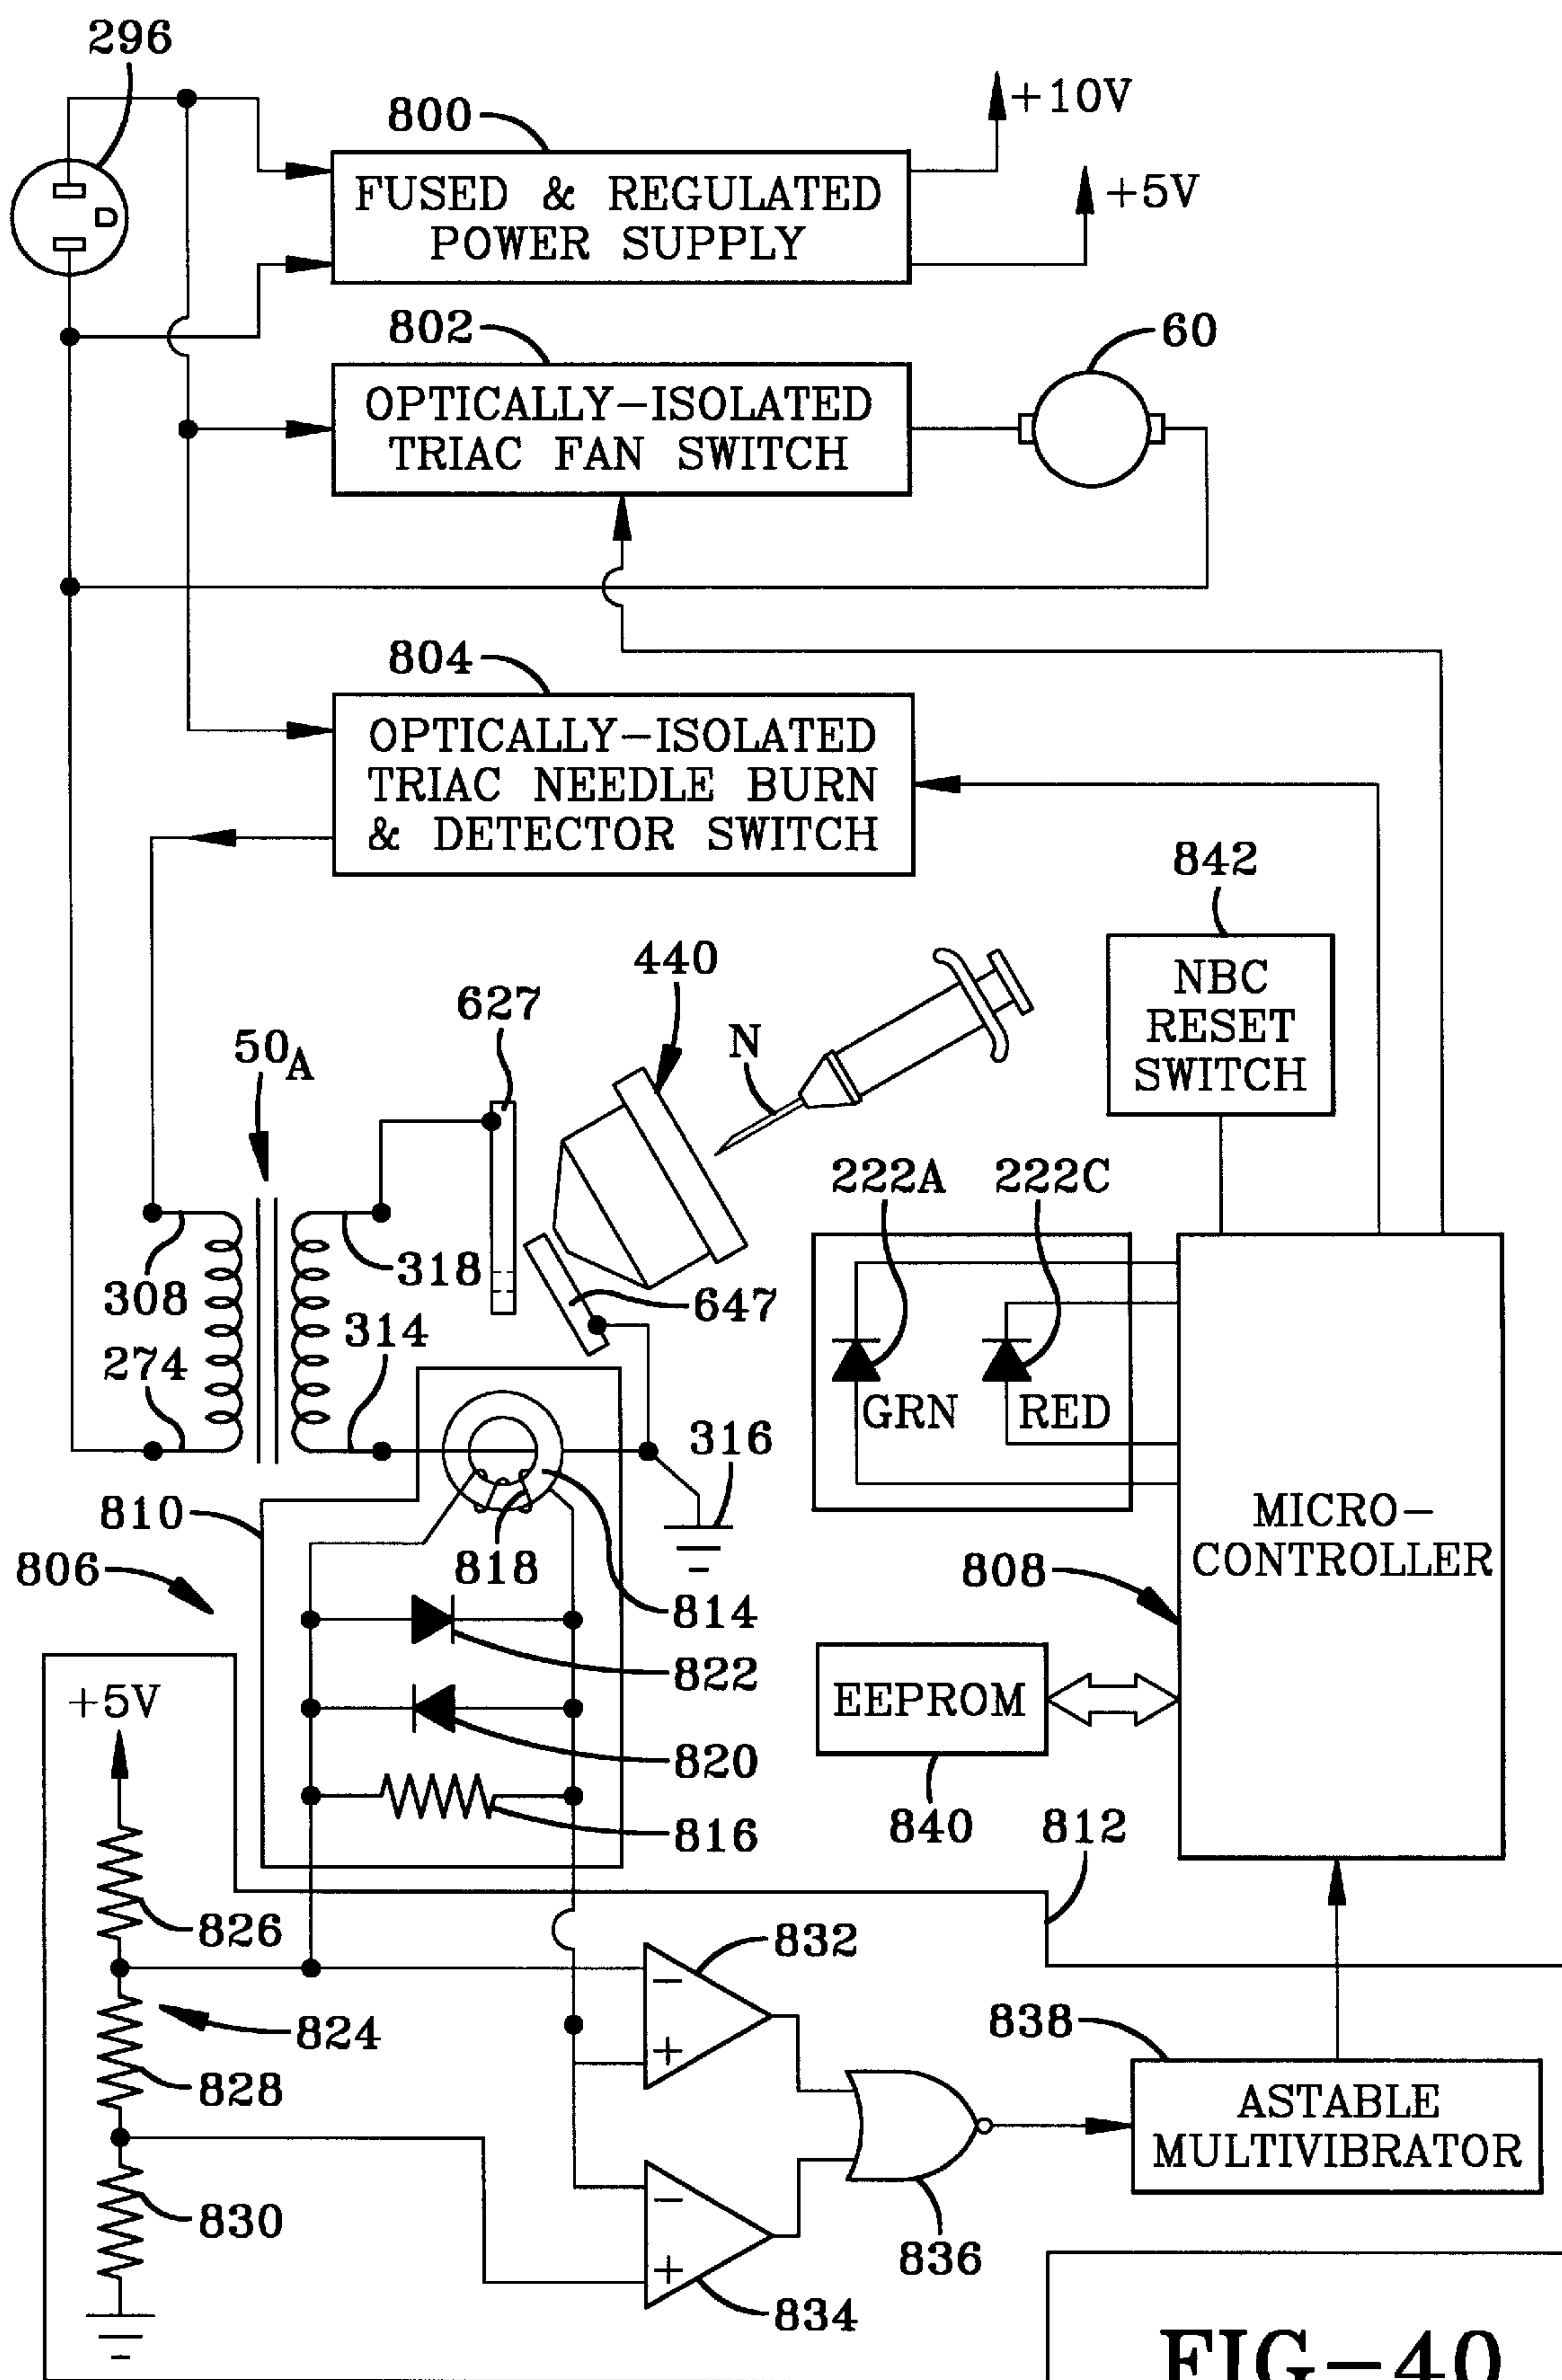 296
800
+10V
FUSED & REGULATED
POWER SUPPLY
+5V
802
60
OPTICALLY-ISOLATED
TRIAC FAN SWITCH
804
OPTICALLY-ISOLATED
TRIAC NEEDLE BURN
& DETECTOR SWITCH
842
NBC
RESET
SWITCH
440
627
N
50A
222A
222C
308
318
647
314
274
GRN
RED
316
810
818
806
814
MICRO-
CONTROLLER
808
822
+5V
EEPROM
820
816
840
812
826
832
824
838
828
ASTABLE
MULTIVIBRATOR
830
836
834
- 
+
-
+
FIG-40